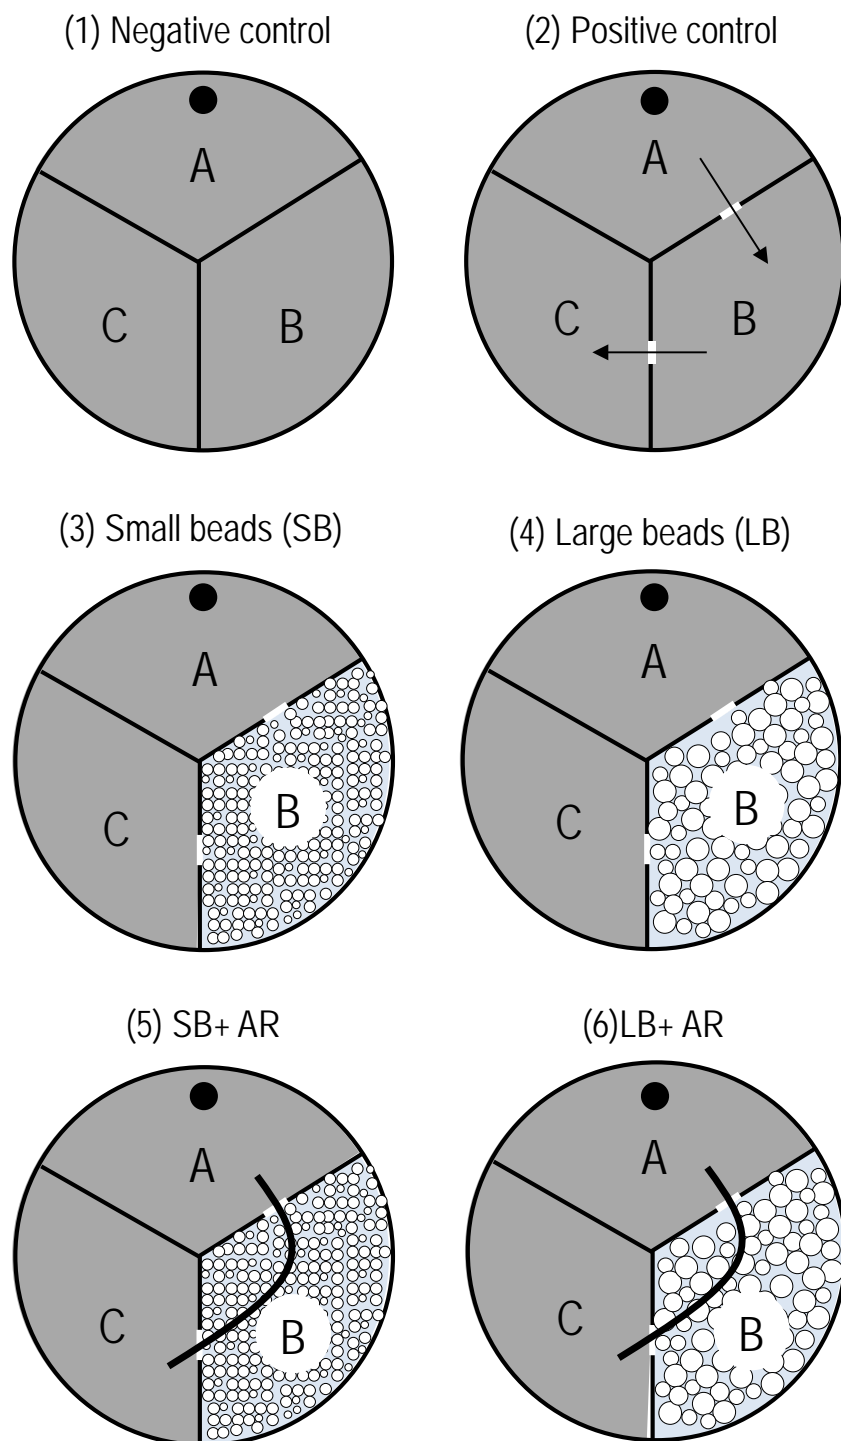 (1) Negative control
(2) Positive control
A
C
B
A
C
B
(3) Small beads (SB)
(4) Large beads (LB)
A
B
C
A
B
C
(5) SB+ AR
(6)LB+ AR
A
C
B
A
C
B